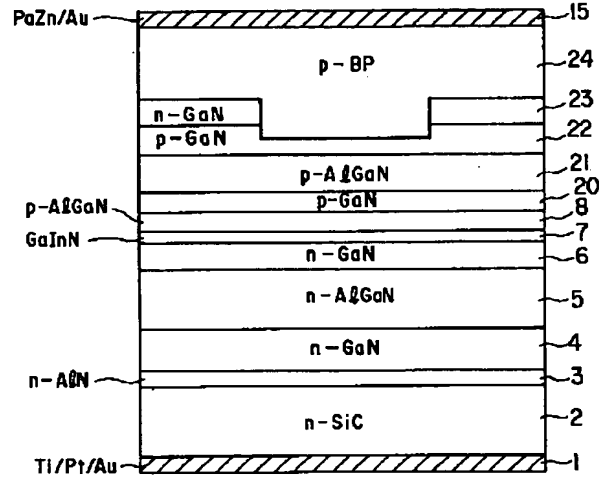 PaZn/Au 15
p-BP 24
n-GaN 23
p-GaN 22
p-AlGaN 21
p-GaN 20
p-AlGaN 8
GaInN 7
n-GaN 6
n-AlGaN 5
n-GaN 4
n-AlN 3
n-SiC 2
Ti/Pt/Au 1